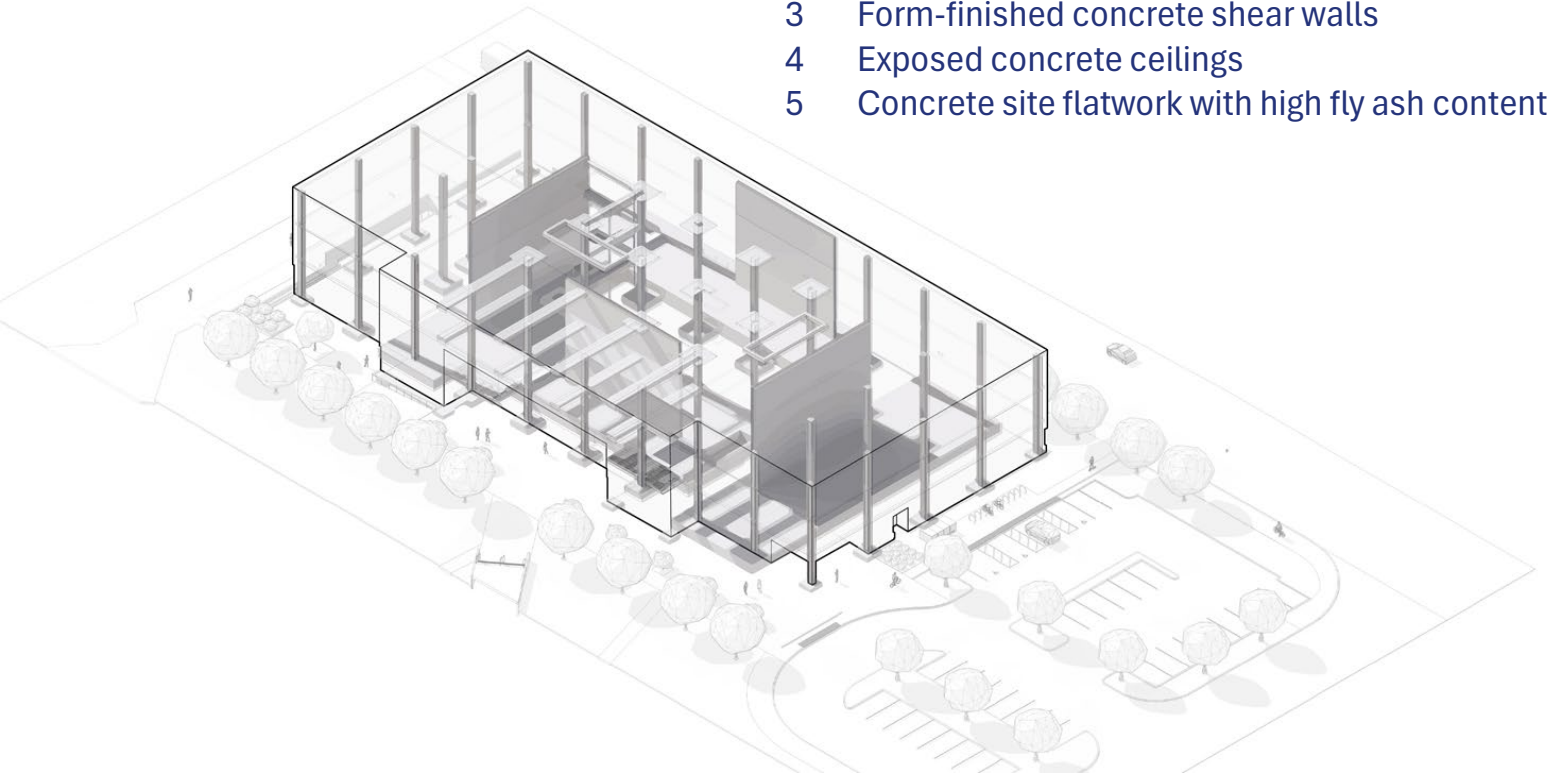 3 Form-finished concrete shear walls
4 Exposed concrete ceilings
5 Concrete site flatwork with high fly ash content